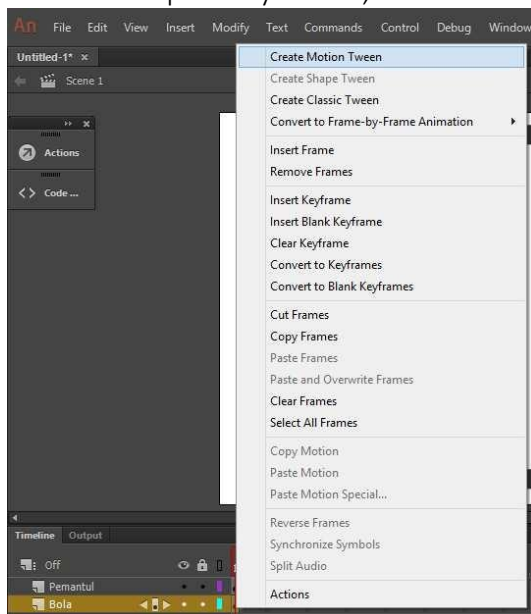 An File Edit View Insert Modify Text Commands Control Debug Window
Untitled-1* ×
Scene 1
Actions
Code ...
Create Motion Tween
Create Shape Tween
Create Classic Tween
Convert to Frame-by-Frame Animation
Insert Frame
Remove Frames
Insert Keyframe
Insert Blank Keyframe
Clear Keyframe
Convert to Keyframes
Convert to Blank Keyframes
Cut Frames
Copy Frames
Paste Frames
Paste and Overwrite Frames
Clear Frames
Select All Frames
Copy Motion
Paste Motion
Paste Motion Special...
Reverse Frames
Synchronize Symbols
Split Audio
Actions
Timeline Output
Off
Pemantul
Bola